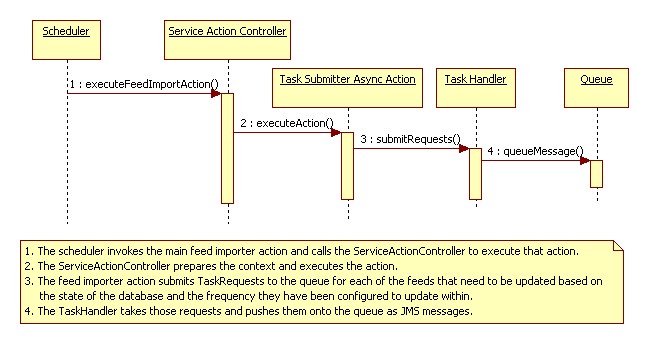 Scheduler
Service Action Controller
1 : executeFeedImportAction()
Task Submitter Async Action
Task Handler
Queue
2 : executeAction()
3 : submitRequests()
4 : queueMessage()
1. The scheduler invokes the main feed importer action and calls the ServiceActionController to execute that action.
2. The ServiceActionController prepares the context and executes the action.
3. The feed importer action submits TaskRequests to the queue for each of the feeds that need to be updated based on
the state of the database and the frequency they have been configured to update within.
4. The TaskHandler takes those requests and pushes them onto the queue as JMS messages.